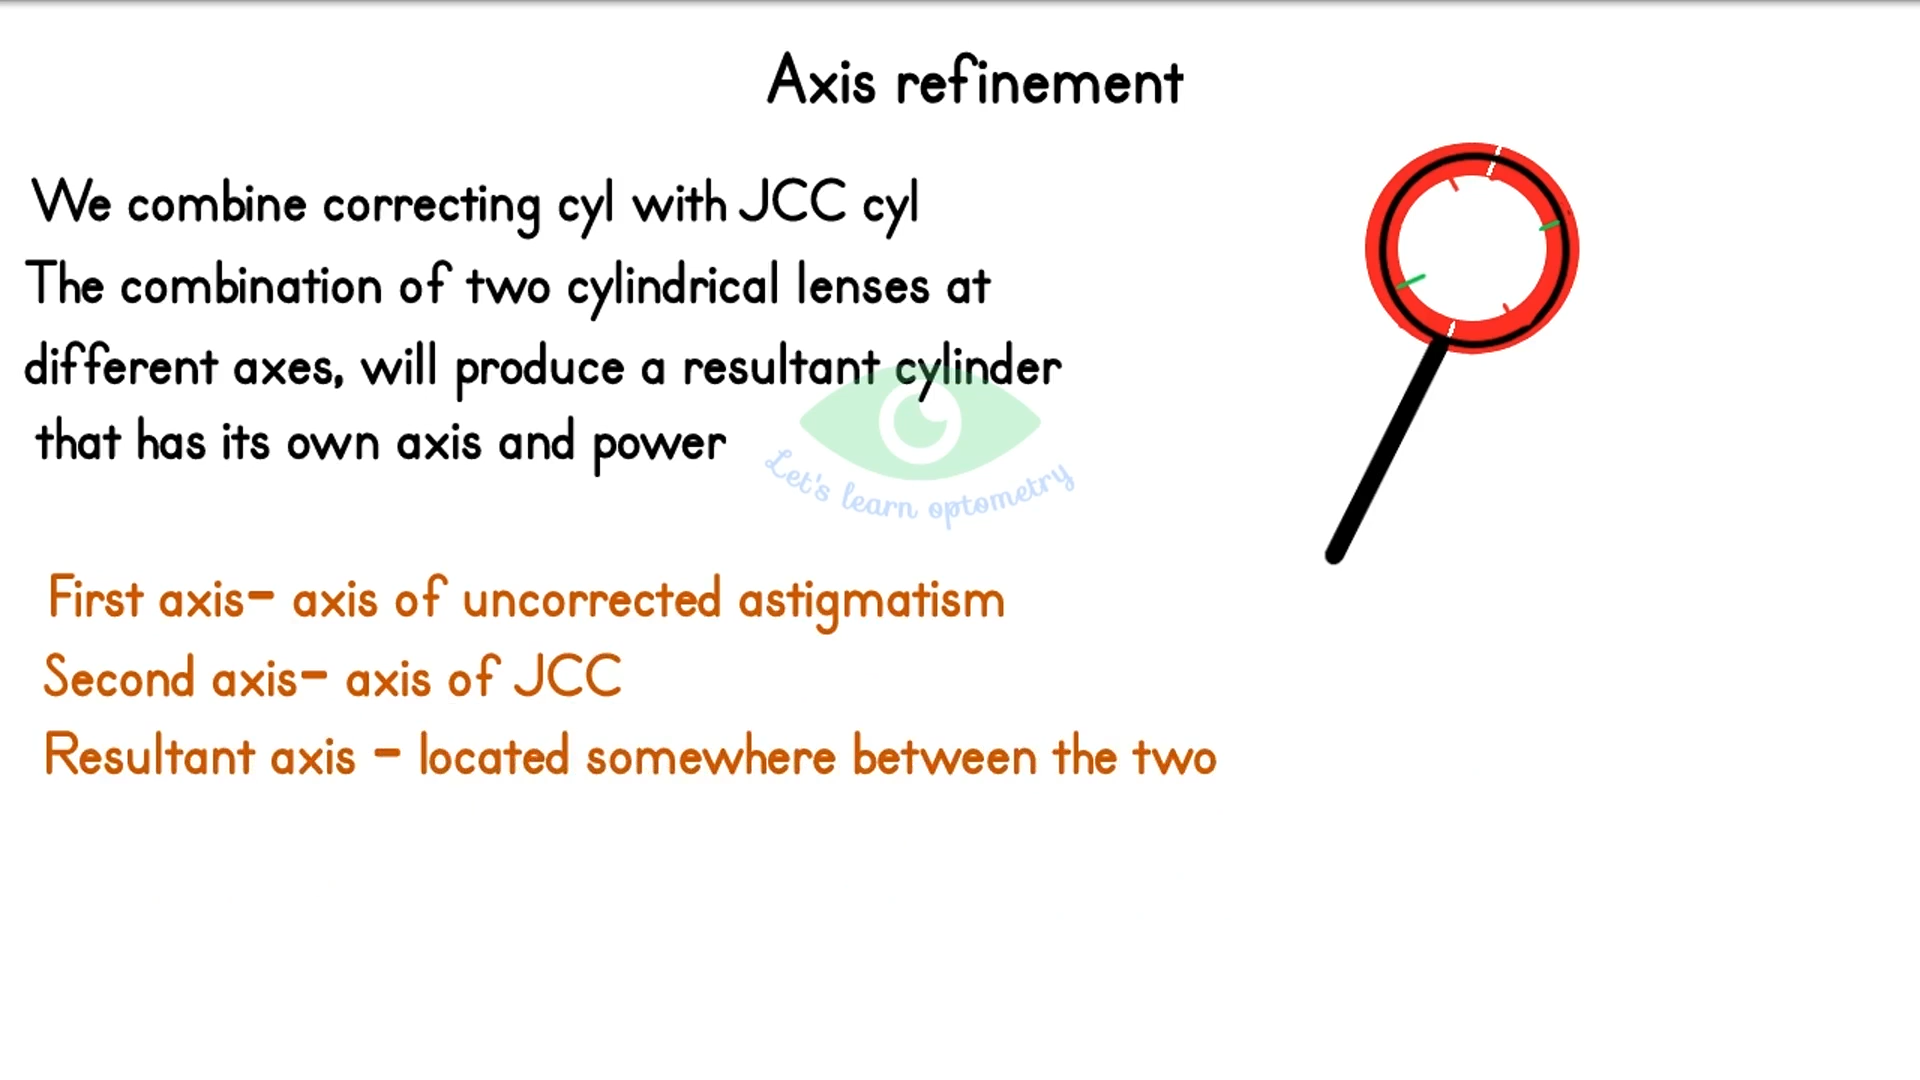 Axis refinement
We combine correcting cyl with JCC cyl
The combination of two cylindrical lenses at
different axes, will produce a resultant cylinder
that has its own axis and power
Let's learn optometry
First axis- axis of uncorrected astigmatism
Second axis- axis of JCC
Resultant axis - located somewhere between the two